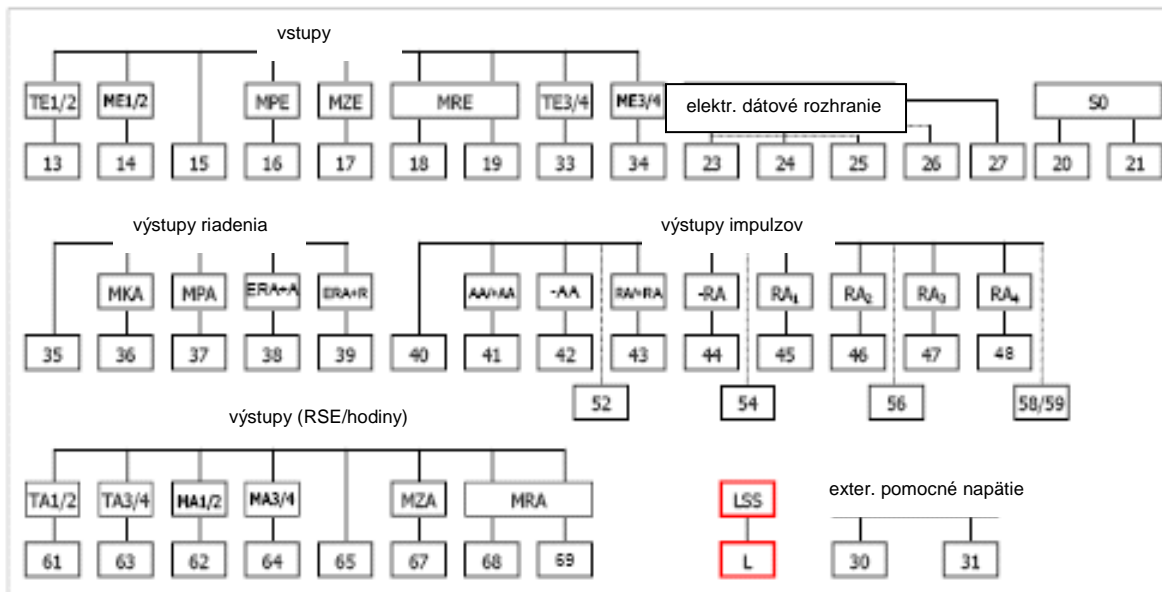 vstupy
TE1/2 ME1/2 MPE MZE MRE TE3/4 ME3/4 elektr. dátové rozhranie S0
13 14 15 16 17 18 19 33 34 23 24 25 26 27 20 21
výstupy riadenia výstupy impulzov
MKA MPA ERA+A ERA+R AA/+AA -AA RA/+RA -RA RA₁ RA₂ RA₃ RA₄
35 36 37 38 39 40 41 42 43 44 45 46 47 48
52 54 56 58/59
výstupy (RSE/hodiny)
TA1/2 TA3/4 MA1/2 MA3/4 MZA MRA LSS exter. pomocné napätie
61 63 62 64 65 67 68 69 L 30 31